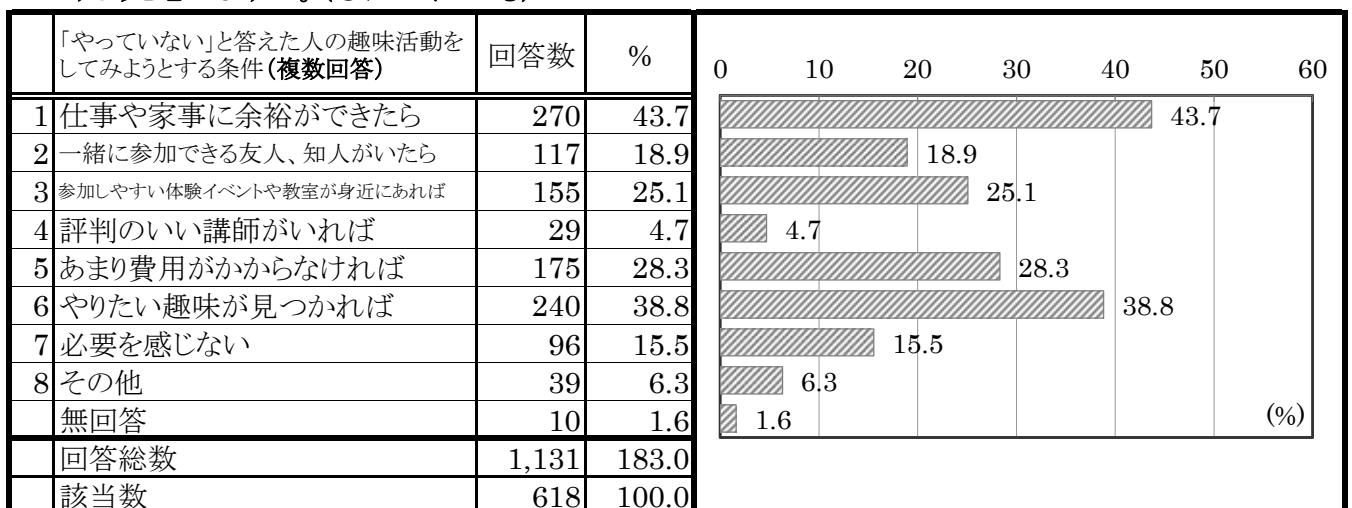 「やっていない」と答えた人の趣味活動を
してみようとする条件(複数回答) 回答数 %
1 仕事や家事に余裕ができたら 270 43.7
2 一緒に参加できる友人、知人がいたら 117 18.9
3 参加しやすい体験イベントや教室が身近にあれば 155 25.1
4 評判のいい講師がいれば 29 4.7
5 あまり費用がかからなければ 175 28.3
6 やりたい趣味が見つかれば 240 38.8
7 必要を感じない 96 15.5
8 その他 39 6.3
無回答 10 1.6
回答総数 1,131 183.0
該当数 618 100.0
0 10 20 30 40 50 60
43.7
18.9
25.1
4.7
28.3
38.8
15.5
6.3
1.6
(%)